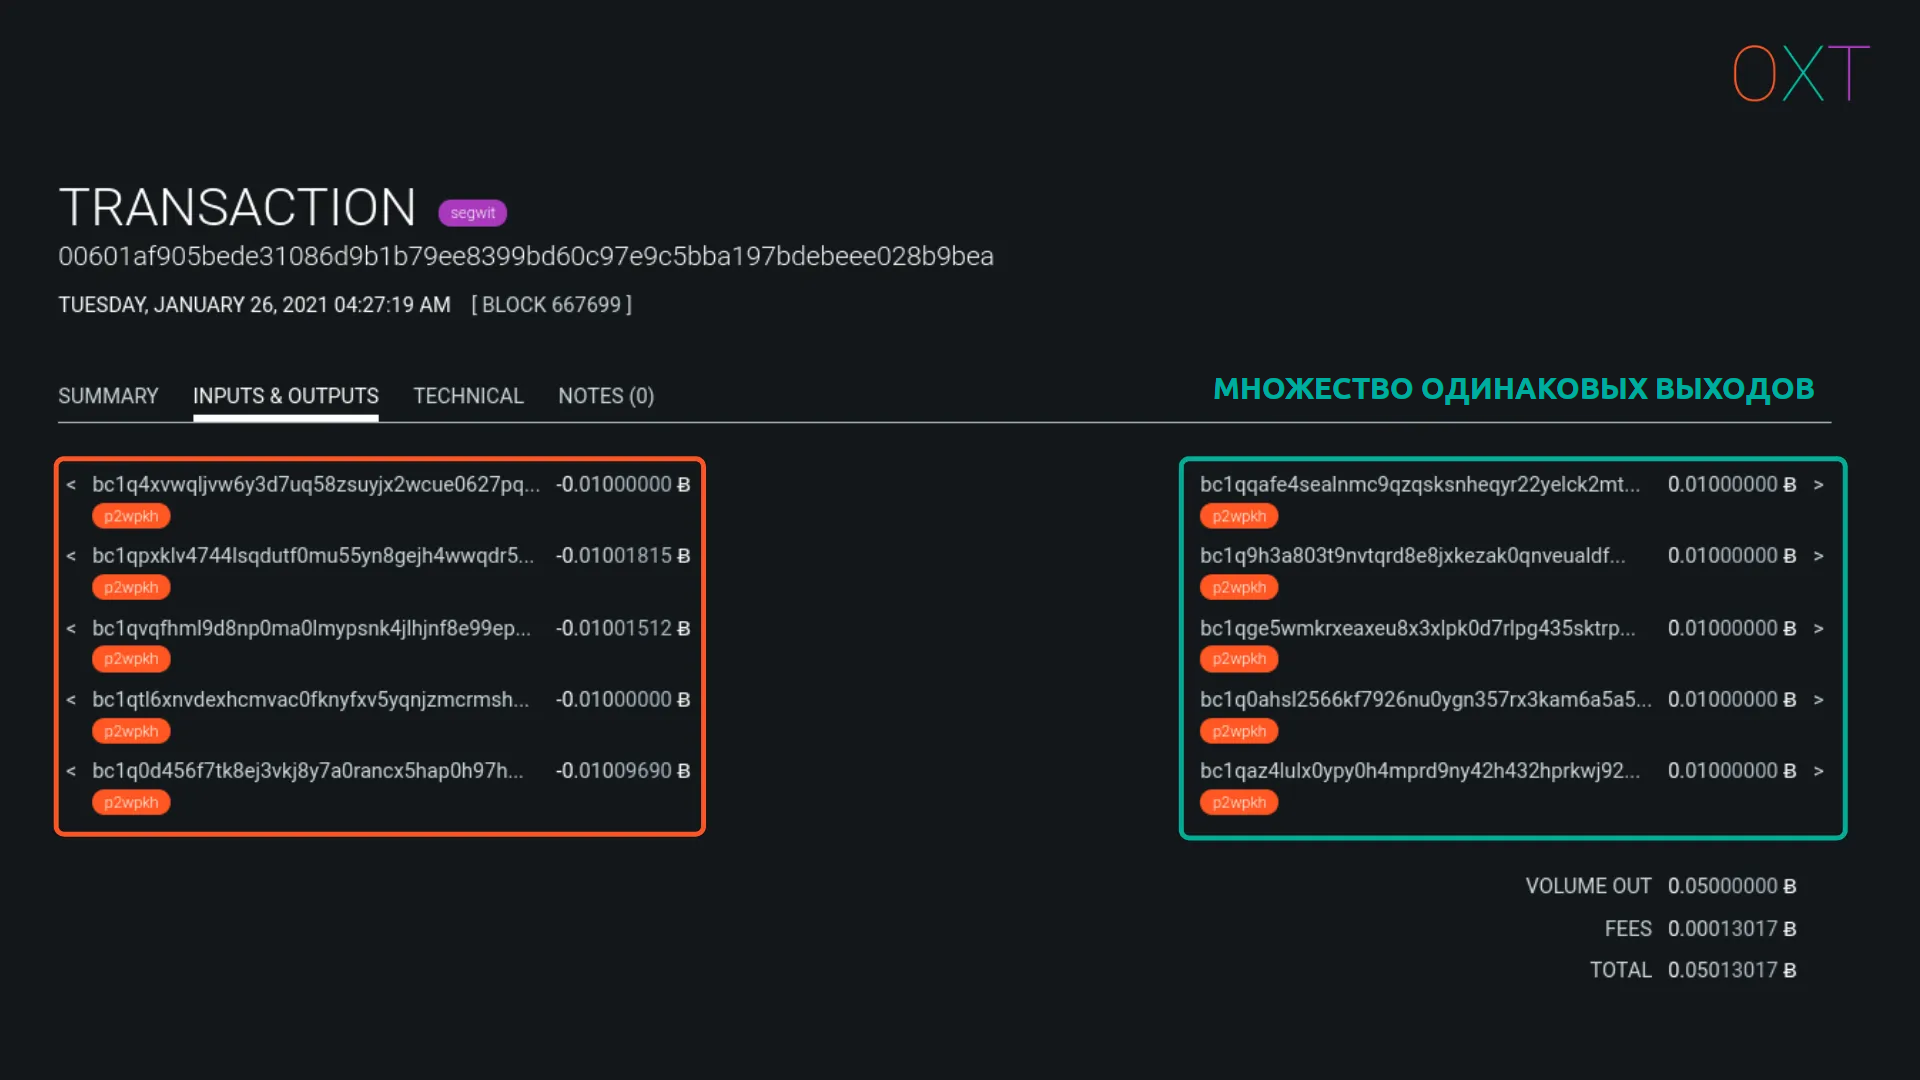 OXT
TRANSACTION segwit
00601af905bede31086d9b1b79ee8399bd60c97e9c5bba197bdebeee028b9bea
TUESDAY, JANUARY 26, 2021 04:27:19 AM [ BLOCK 667699 ]
SUMMARY INPUTS & OUTPUTS TECHNICAL NOTES (0)
МНОЖЕСТВО ОДИНАКОВЫХ ВЫХОДОВ
< bc1q4xvwqljvw6y3d7uq58zsuyjx2wcue0627pq... -0.01000000 Ƀ
p2wpkh
< bc1qpxklv4744lsqdutf0mu55yn8gejh4wwqdr5... -0.01001815 Ƀ
p2wpkh
< bc1qvqfhml9d8np0ma0lmypsnk4jlhjnf8e99ep... -0.01001512 Ƀ
p2wpkh
< bc1qtl6xnvdexhcmvac0fknyfxv5yqnjzmcrmsh... -0.01000000 Ƀ
p2wpkh
< bc1q0d456f7tk8ej3vkj8y7a0rancx5hap0h97h... -0.01009690 Ƀ
p2wpkh
bc1qqafe4sealnmc9qzqsksnheqyr22yelck2mt... 0.01000000 Ƀ >
p2wpkh
bc1q9h3a803t9nvtqrd8e8jxkezak0qnveualdf... 0.01000000 Ƀ >
p2wpkh
bc1qge5wmkrxeaxeu8x3xlpk0d7rlpg435sktrp... 0.01000000 Ƀ >
p2wpkh
bc1q0ahsl2566kf7926nu0ygn357rx3kam6a5a5... 0.01000000 Ƀ >
p2wpkh
bc1qaz4lulx0ypy0h4mprd9ny42h432hprkwj92... 0.01000000 Ƀ >
p2wpkh
VOLUME OUT 0.05000000 Ƀ
FEES 0.00013017 Ƀ
TOTAL 0.05013017 Ƀ